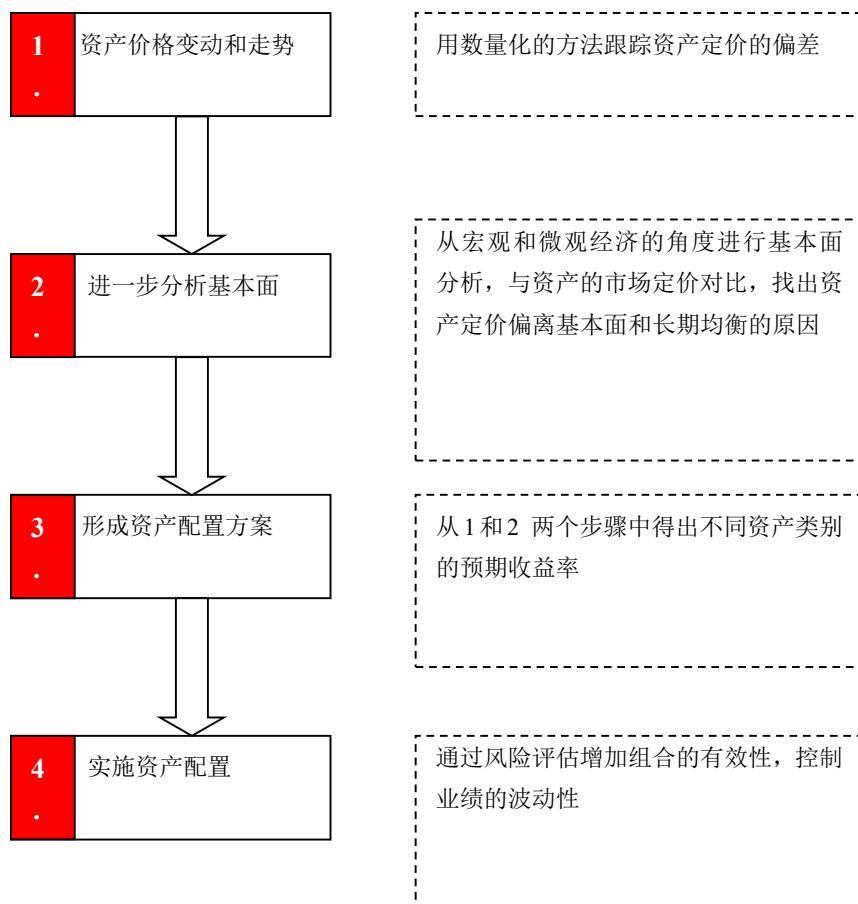 1 资产价格变动和走势
.
用数量化的方法跟踪资产定价的偏差
2 进一步分析基本面
.
从宏观和微观经济的角度进行基本面
分析，与资产的市场定价对比，找出资
产定价偏离基本面和长期均衡的原因
3 形成资产配置方案
.
从1和2 两个步骤中得出不同资产类别
的预期收益率
4 实施资产配置
.
通过风险评估增加组合的有效性，控制
业绩的波动性